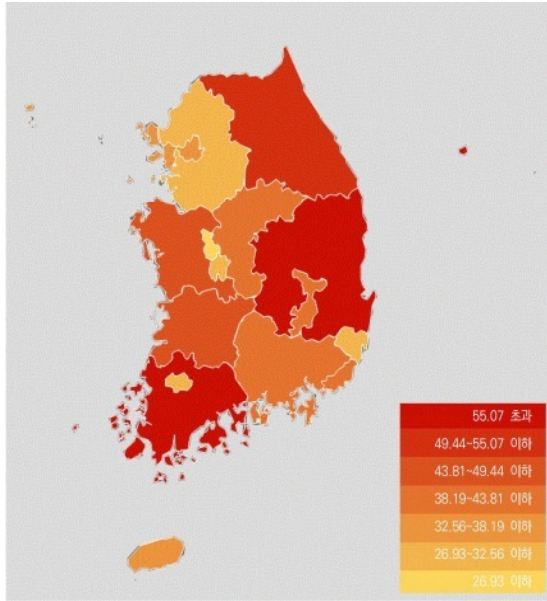 55.07 초과
49.44~55.07 이하
43.81~49.44 이하
38.19~43.81 이하
32.56~38.19 이하
26.93~32.56 이하
26.93 이하